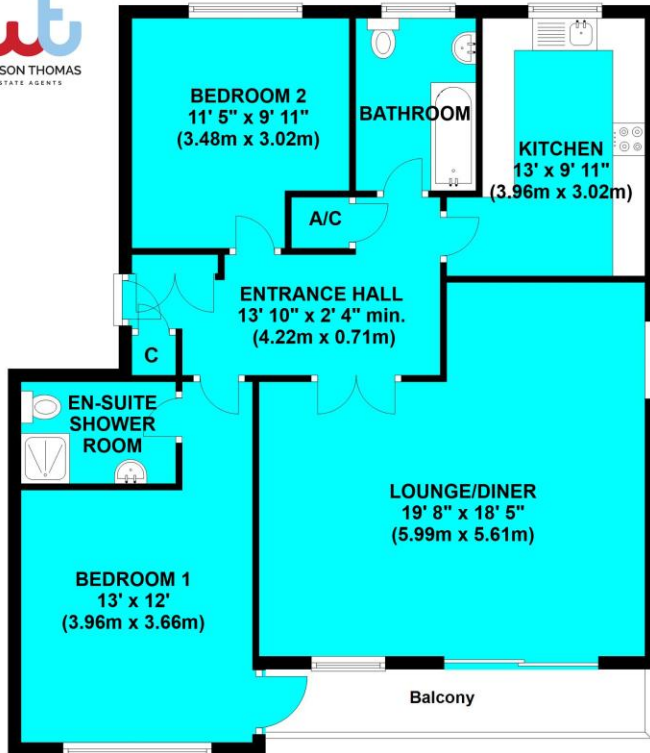 SON THOMAS
STATE AGENTS
BEDROOM 2
11' 5" x 9' 11"
(3.48m x 3.02m)
BATHROOM
KITCHEN
13' x 9' 11"
(3.96m x 3.02m)
A/C
ENTRANCE HALL
13' 10" x 2' 4" min.
(4.22m x 0.71m)
C
EN-SUITE
SHOWER
ROOM
LOUNGE/DINER
19' 8" x 18' 5"
(5.99m x 5.61m)
BEDROOM 1
13' x 12'
(3.96m x 3.66m)
Balcony